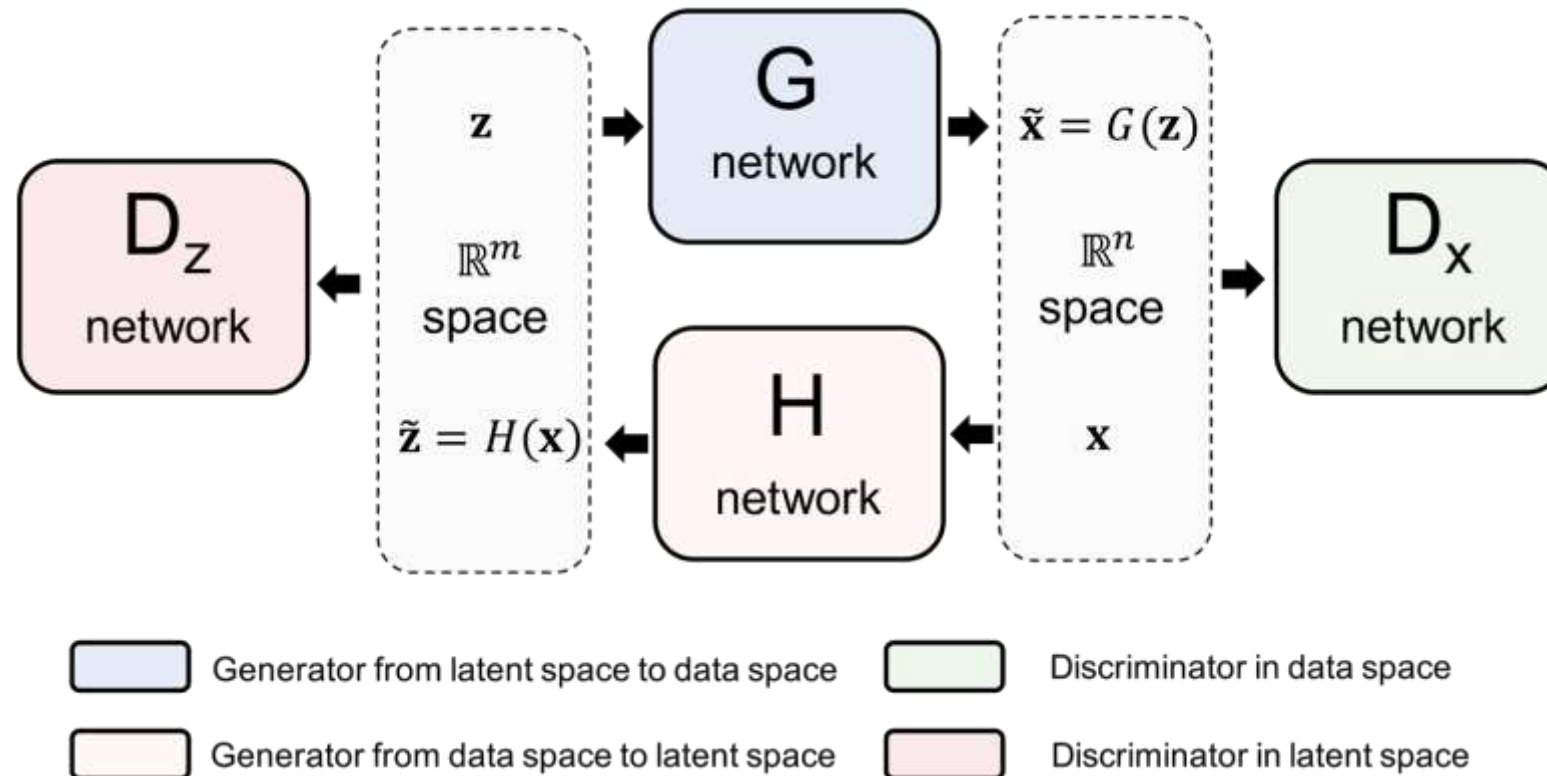 G
network
z
x̃ = G(z)
D_z
network
ℝ^m
space
ℝ^n
space
D_x
network
z̃ = H(x)
H
network
x
Generator from latent space to data space
Discriminator in data space
Generator from data space to latent space
Discriminator in latent space